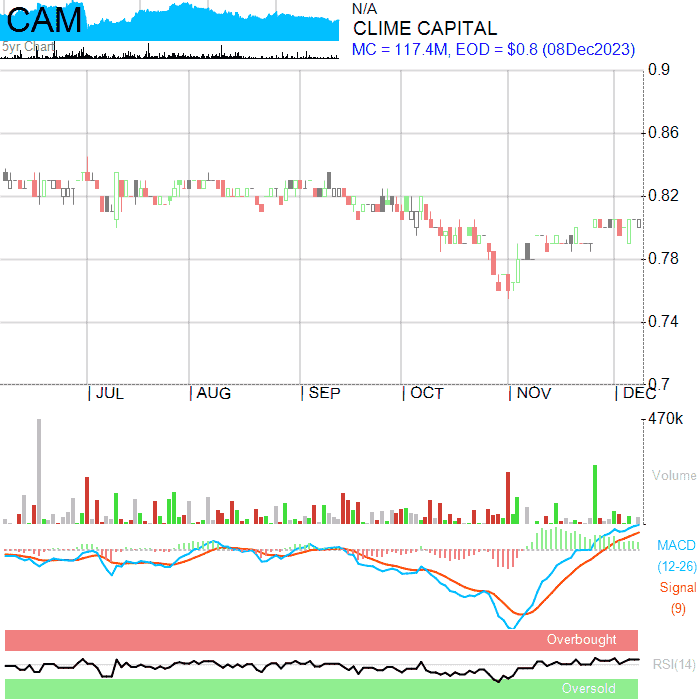 CAM
5yr. Chart
N/A
CLIME CAPITAL
MC = 117.4M, EOD = $0.8 (08Dec2023)
0.9
0.86
0.82
0.78
0.74
0.7
JUL AUG SEP OCT NOV DEC
470k
Volume
MACD
(12-26)
Signal
(9)
Overbought
RSI(14)
Oversold